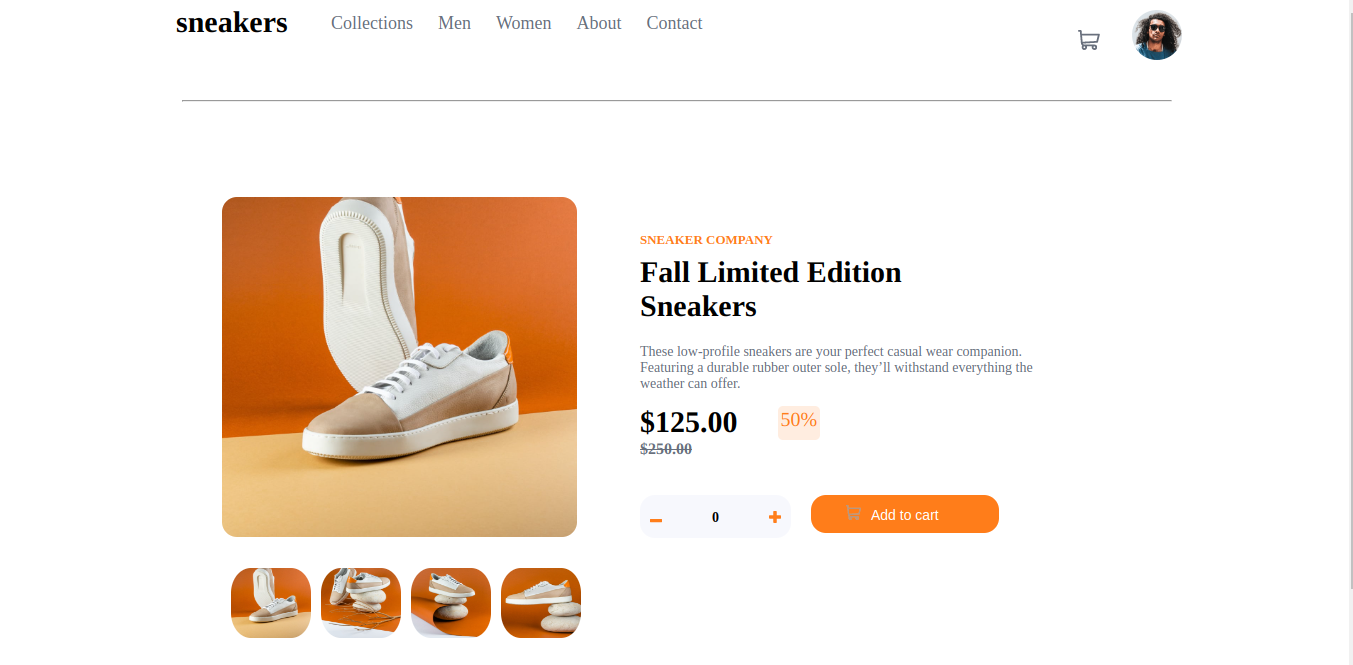 sneakers
Collections Men Women About Contact
SNEAKER COMPANY
Fall Limited Edition
Sneakers
These low-profile sneakers are your perfect casual wear companion.
Featuring a durable rubber outer sole, they’ll withstand everything the
weather can offer.
$125.00 50%
$250.00
0
Add to cart